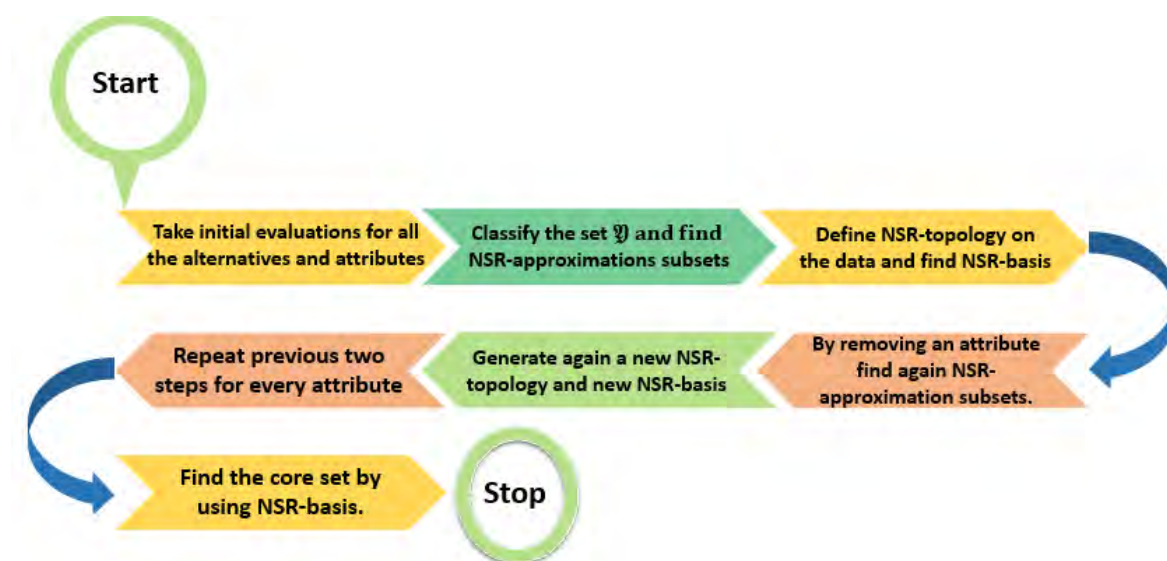 Start
Take initial evaluations for all
the alternatives and attributes
Classify the set 𝖄 and find
NSR-approximations subsets
Define NSR-topology on
the data and find NSR-basis
By removing an attribute
find again NSR-
approximation subsets.
Generate again a new NSR-
topology and new NSR-basis
Repeat previous two
steps for every attribute
Find the core set by
using NSR-basis.
Stop